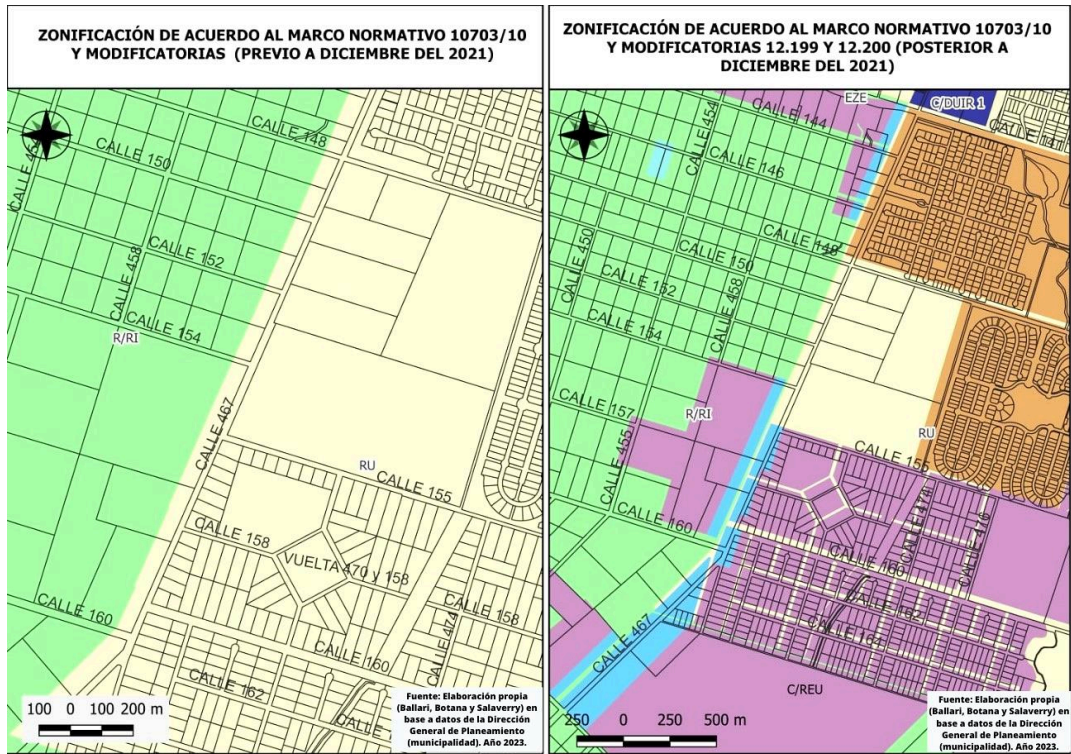 ZONIFICACIÓN DE ACUERDO AL MARCO NORMATIVO 10703/10
Y MODIFICATORIAS (PREVIO A DICIEMBRE DEL 2021)
CALLE 148
CALLE 150
CALLE 152
CALLE 458
CALLE 154
R/RI
CALLE 467
RU
CALLE 155
CALLE 158
VUELTA 470 y 158
CALLE 158
CALLE 160
CALLE 474
CALLE 160
CALLE 162
100 0 100 200 m
Fuente: Elaboración propia
(Ballari, Botana y Salaverry) en
base a datos de la Dirección
General de Planeamiento
(municipalidad). Año 2023.
ZONIFICACIÓN DE ACUERDO AL MARCO NORMATIVO 10703/10
Y MODIFICATORIAS 12.199 Y 12.200 (POSTERIOR A
DICIEMBRE DEL 2021)
EZE
C/DUIR 1
CALLE 454
CALLE 144
CALLE 141
CALLE 146
CALLE 450
CALLE 148
CALLE 150
CALLE 152
CALLE 458
CALLE 154
CALLE 157
R/RI
CALLE 455
RU
CALLE 156
CALLE 474
CALLE 476
CALLE 160
CALLE 160
CALLE 162
CALLE 164
CALLE 467
C/REU
250 0 250 500 m
Fuente: Elaboración propia
(Ballari, Botana y Salaverry) en
base a datos de la Dirección
General de Planeamiento
(municipalidad). Año 2023.